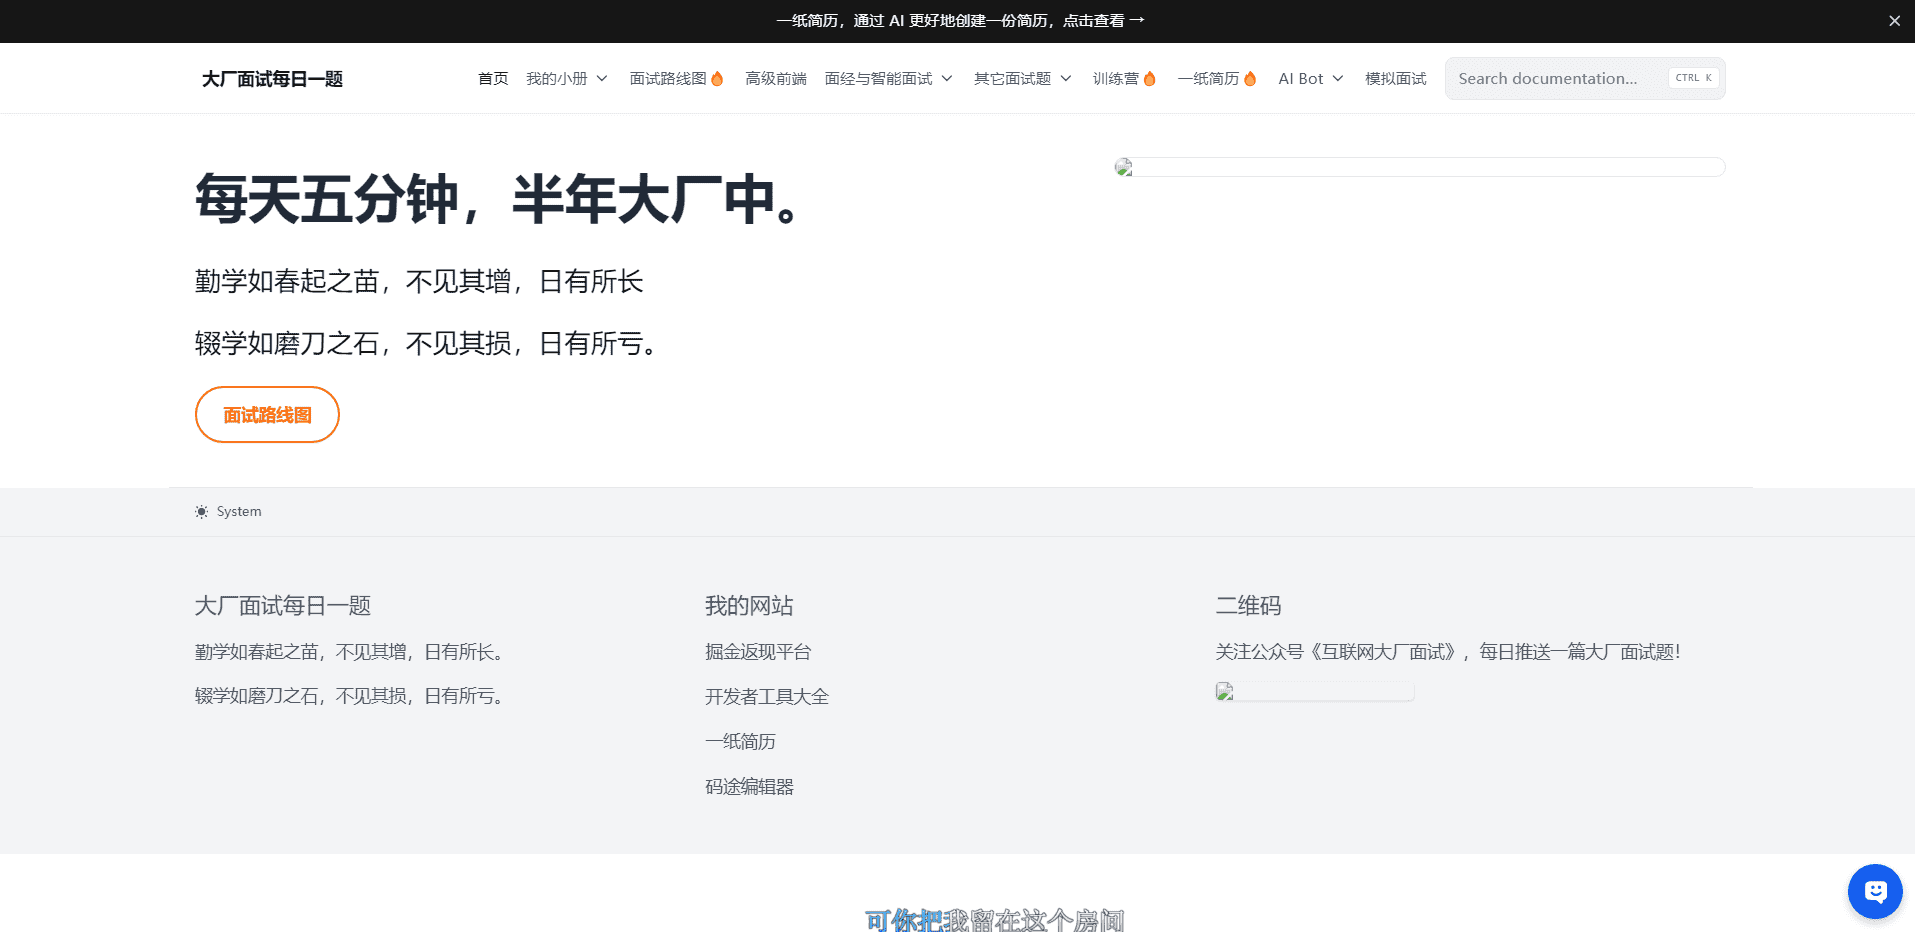 一纸简历，通过 AI 更好地创建一份简历，点击查看 →
大厂面试每日一题
首页 我的小册 面试路线图 高级前端 面经与智能面试 其它面试题 训练营 一纸简历 AI Bot 模拟面试 Search documentation... CTRL K
每天五分钟，半年大厂中。
勤学如春起之苗，不见其增，日有所长
辍学如磨刀之石，不见其损，日有所亏。
面试路线图
System
大厂面试每日一题
勤学如春起之苗，不见其增，日有所长。
辍学如磨刀之石，不见其损，日有所亏。
我的网站
掘金返现平台
开发者工具大全
一纸简历
码途编辑器
二维码
关注公众号《互联网大厂面试》，每日推送一篇大厂面试题！
可你把我留在这个房间